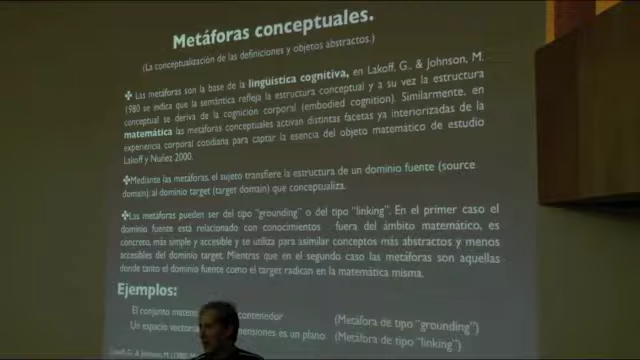 Metáforas conceptuales.
(La conceptualización de las definiciones y objetos abstractos.)
Las metáforas son la base de la lingüística cognitiva, en Lakoff, G., & Johnson, M.
1980 se indica que la semántica refleja la estructura conceptual y a su vez la estructura
conceptual se deriva de la cognición corporal (embodied cognition). Similarmente, en
matemática las metáforas conceptuales activan distintas facetas ya interiorizadas de la
experiencia corporal cotidiana para captar la esencia del objeto matemático de estudio
Lakoff y Nuñez 2000.
Mediante las metáforas, el sujeto transfiere la estructura de un dominio fuente (source
domain) al dominio target (target domain) que conceptualiza.
Las metáforas pueden ser del tipo "grounding" o del tipo "linking". En el primer caso el
dominio fuente está relacionado con conocimientos fuera del ámbito matemático, es
concreto, más simple y accesible y se utiliza para asimilar conceptos más abstractos y menos
accesibles del dominio target. Mientras que en el segundo caso las metáforas son aquellas
donde tanto el dominio fuente como el target radican en la matemática misma.
Ejemplos:
El conjunto contenedor (Metáfora de tipo "grounding")
Un espacio es un plano (Metáfora de tipo "linking")